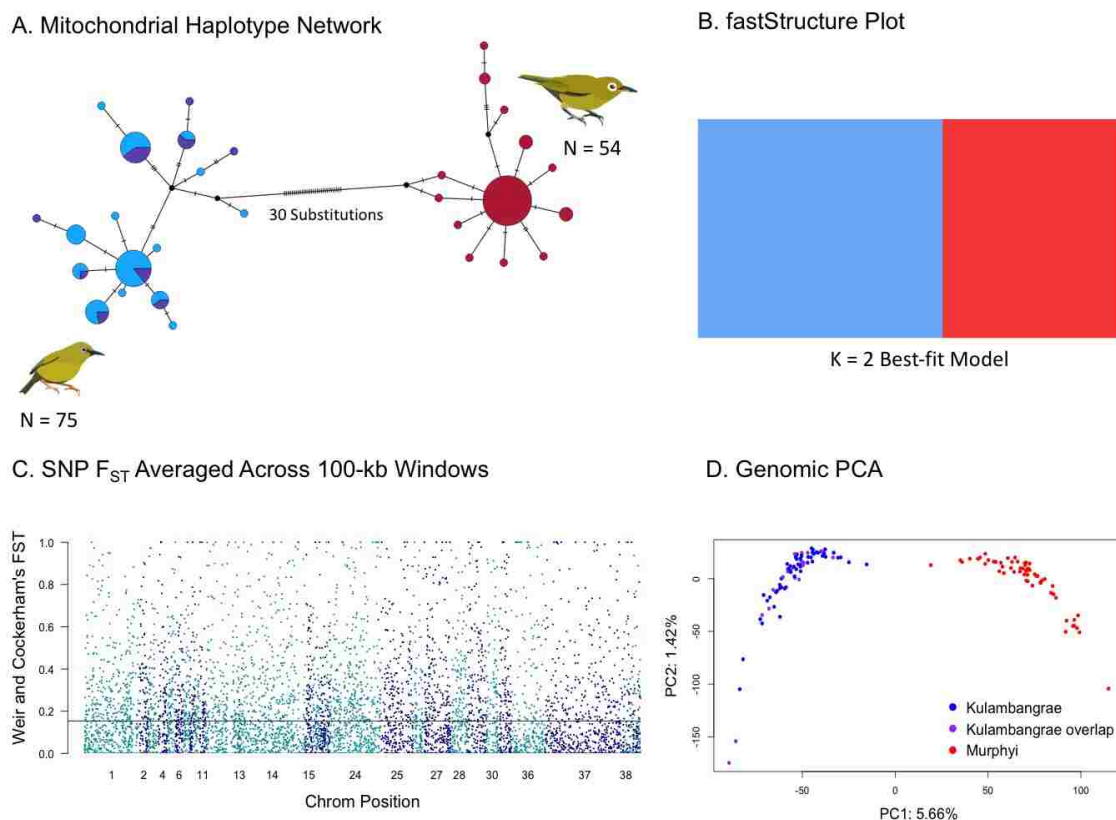 A. Mitochondrial Haplotype Network
N = 54
30 Substitutions
N = 75
B. fastStructure Plot
K = 2 Best-fit Model
C. SNP FST Averaged Across 100-kb Windows
Weir and Cockerham's FST
1.0
0.8
0.6
0.4
0.2
0.0
1 2 4 6 11 13 14 15 24 25 27 28 30 36 37 38
Chrom Position
D. Genomic PCA
PC2: 1.42%
0
-50
-100
-150
Kulambangrae
Kulambangrae overlap
Murphyi
-50 0 50 100
PC1: 5.66%